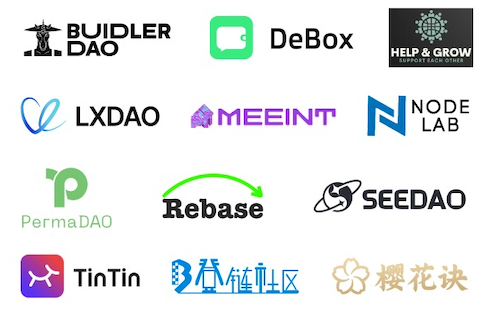 BUIDLER
DAO
DeBox
HELP & GROW
SUPPORT EACH OTHER
LXDAO
MEEINT
NODE
LAB
PermaDAO
Rebase
SEEDAO
TinTin
登链社区
樱花诀